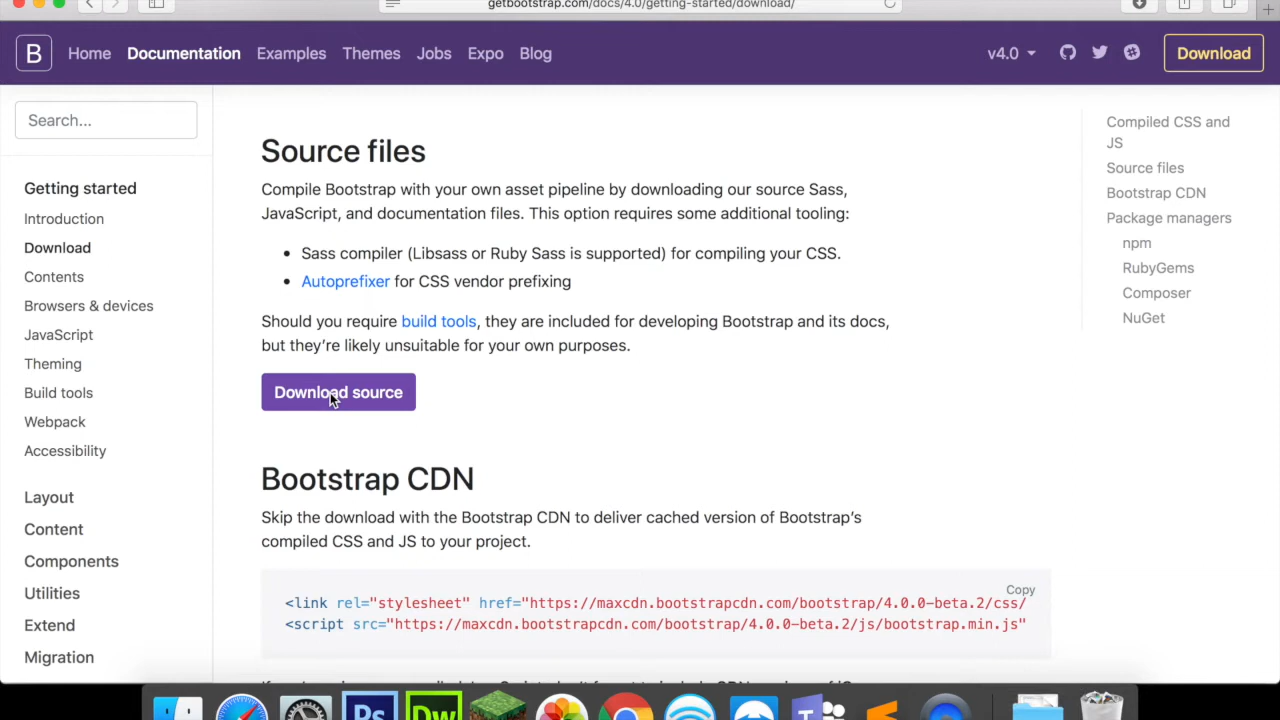 getbootstrap.com/docs/4.0/getting-started/download/
B
Home
Documentation
Examples
Themes
Jobs
Expo
Blog
v4.0
Download
Search...
Getting started
Introduction
Download
Contents
Browsers & devices
JavaScript
Theming
Build tools
Webpack
Accessibility
Layout
Content
Components
Utilities
Extend
Migration
Source files
Compile Bootstrap with your own asset pipeline by downloading our source Sass,
JavaScript, and documentation files. This option requires some additional tooling:
• Sass compiler (Libsass or Ruby Sass is supported) for compiling your CSS.
• Autoprefixer for CSS vendor prefixing
Should you require build tools, they are included for developing Bootstrap and its docs,
but they're likely unsuitable for your own purposes.
Download source
Bootstrap CDN
Skip the download with the Bootstrap CDN to deliver cached version of Bootstrap's
compiled CSS and JS to your project.
Copy
<link rel="stylesheet" href="https://maxcdn.bootstrapcdn.com/bootstrap/4.0.0-beta.2/css/
<script src="https://maxcdn.bootstrapcdn.com/bootstrap/4.0.0-beta.2/js/bootstrap.min.js"
Compiled CSS and
JS
Source files
Bootstrap CDN
Package managers
npm
RubyGems
Composer
NuGet
Ps
Dw